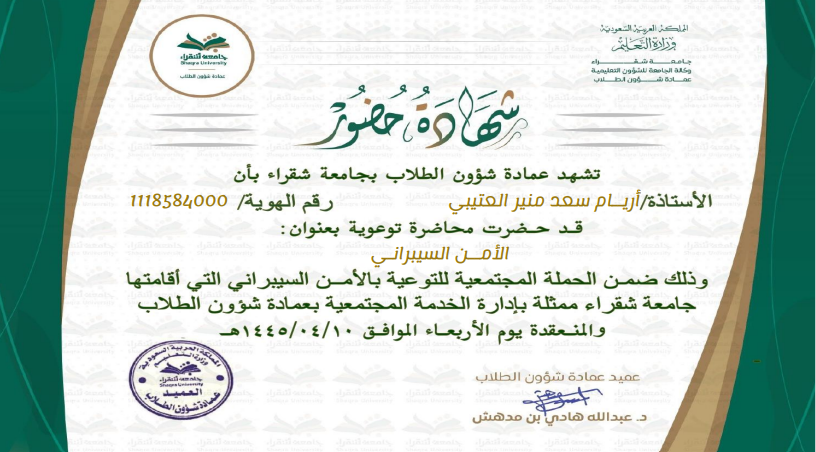 المملكة العربية السعودية
وزارة التعليم
جامعة شقراء
وكالة الجامعة للشؤون التعليمية
عمادة شؤون الطلاب
جامعة شقراء
Shaqra University
عمادة شؤون الطلاب
شهادة حضور
تشهد عمادة شؤون الطلاب بجامعة شقراء بأن
الأستاذة/أريام سعد منير العتيبي رقم الهوية/ 1118584000
قد حضرت محاضرة توعوية بعنوان:
الأمن السيبراني
وذلك ضمن الحملة المجتمعية للتوعية بالأمن السيبراني التي أقامتها
جامعة شقراء ممثلة بإدارة الخدمة المجتمعية بعمادة شؤون الطلاب
والمنعقدة يوم الأربعاء الموافق ١٤٤٥/٠٤/١٠هـ
عميد عمادة شؤون الطلاب
د. عبدالله هادي بن مدهش
المملكة العربية السعودية
وزارة التعليم
جامعة شقراء
Shaqra University
العميد
عمادة شؤون الطلاب